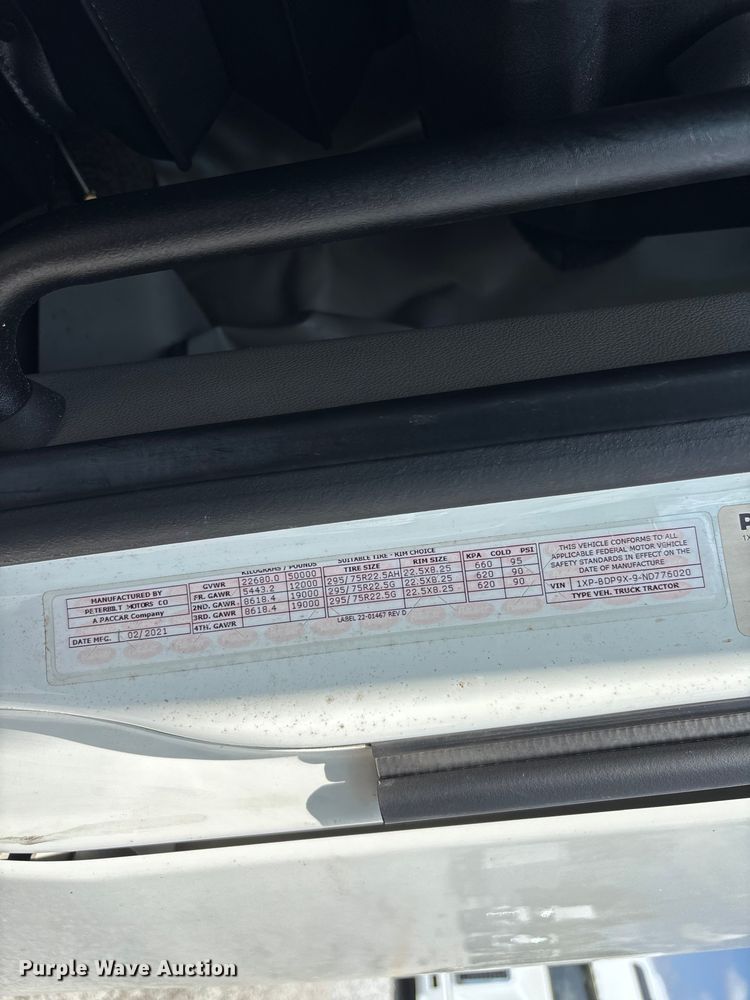 MANUFACTURED BY
PETERBILT MOTORS CO
A PACCAR Company
DATE MFG. 02/2021
KILOGRAMS / POUNDS
GVWR 22680.0 50000
FR. GAWR 5443.2 12000
2ND. GAWR 8618.4 19000
3RD. GAWR 8618.4 19000
4TH. GAWR
SUITABLE TIRE - RIM CHOICE
TIRE SIZE RIM SIZE
295/75R22.5AH 22.5X8.25
295/75R22.5G 22.5X8.25
295/75R22.5G 22.5X8.25
KPA COLD PSI
660 95
620 90
620 90
LABEL 22-01467 REV D
THIS VEHICLE CONFORMS TO ALL
APPLICABLE FEDERAL MOTOR VEHICLE
SAFETY STANDARDS IN EFFECT ON THE
DATE OF MANUFACTURE
VIN 1XP-BDP9X-9-ND776020
TYPE VEH. TRUCK TRACTOR
Purple Wave Auction